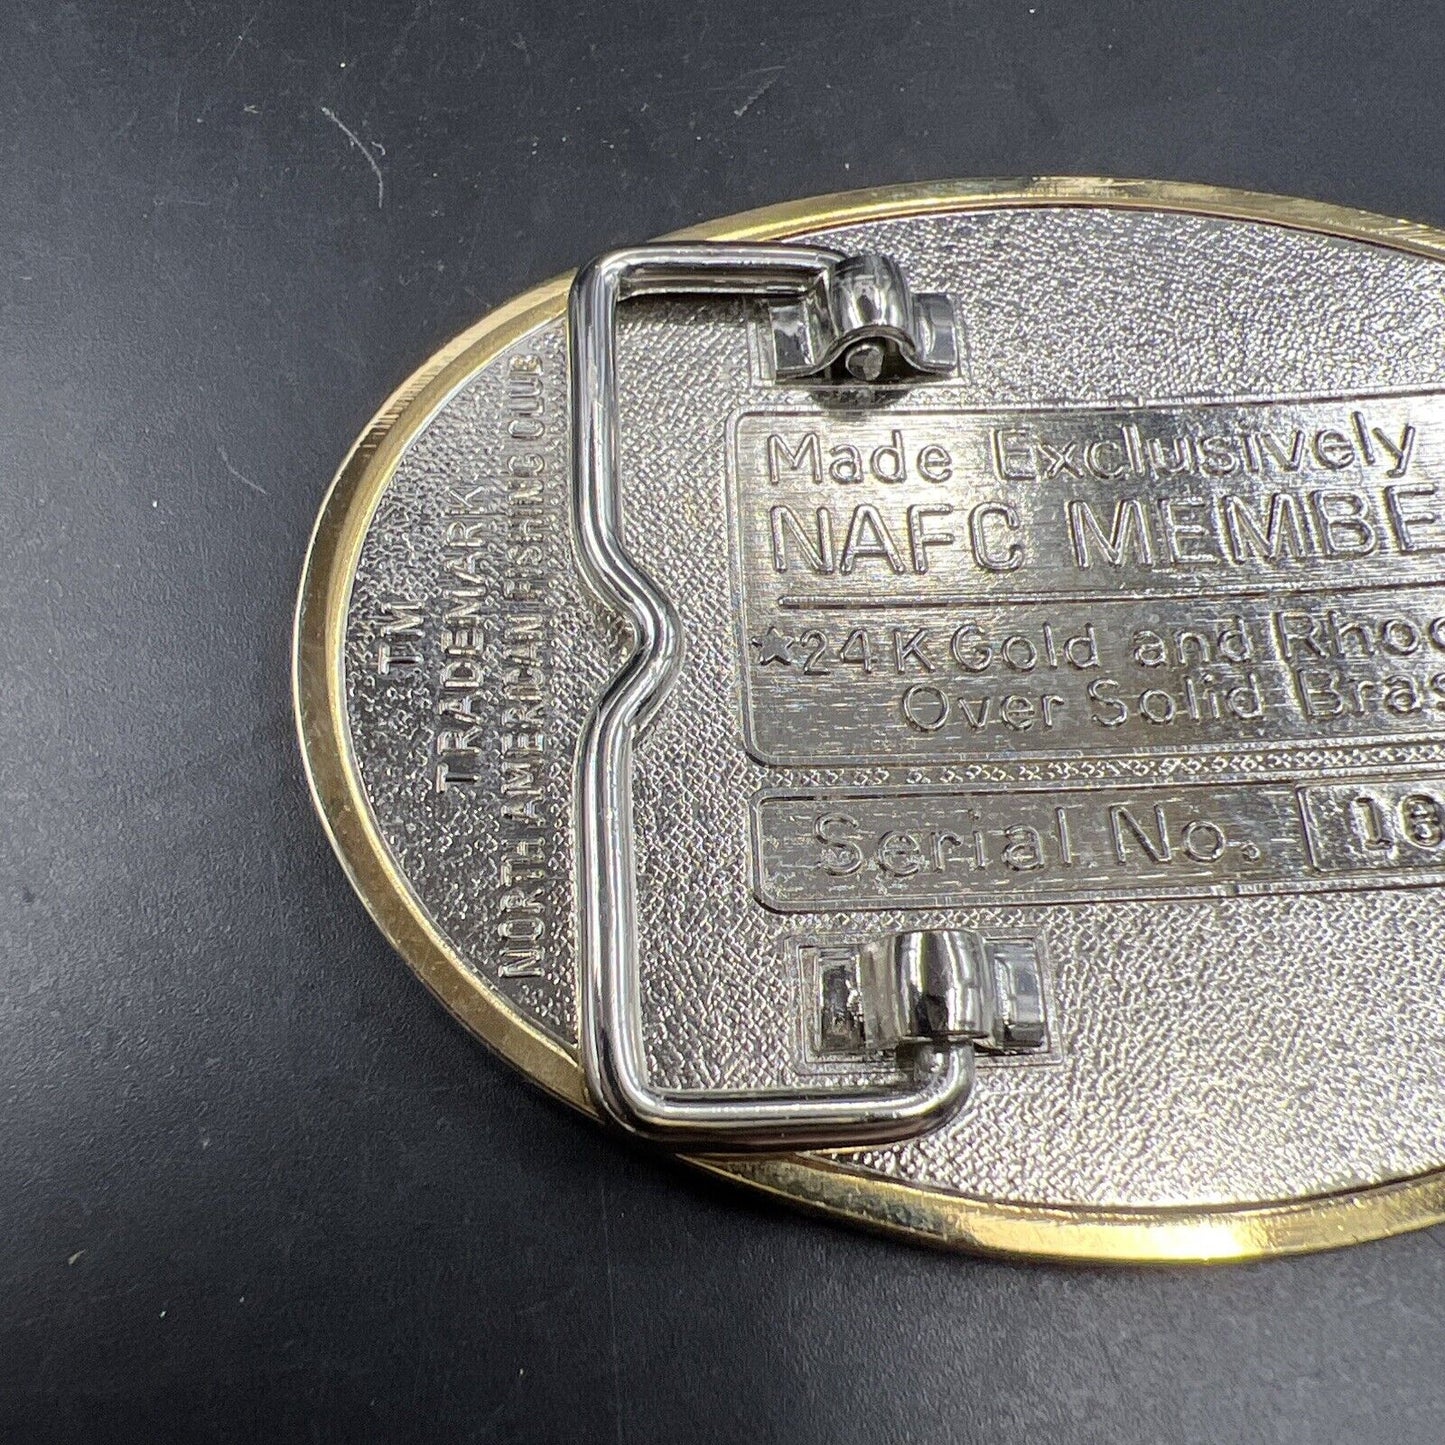 TM
TRADEMARK
NORTH AMERICAN FISHING CLUB
Made Exclusively
NAFC MEMBE
★24K Gold and Rhod
Over Solid Bras
Serial No. 16